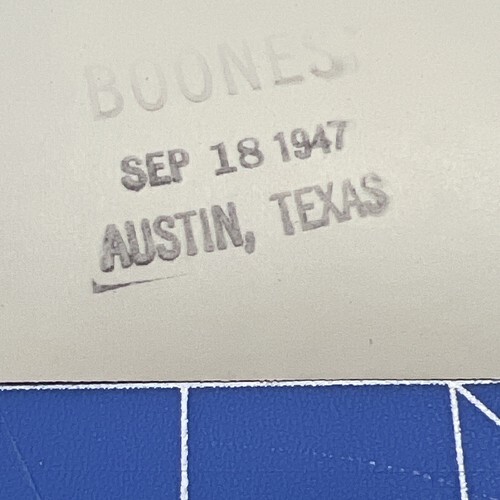 BOONES
SEP 18 1947
AUSTIN, TEXAS